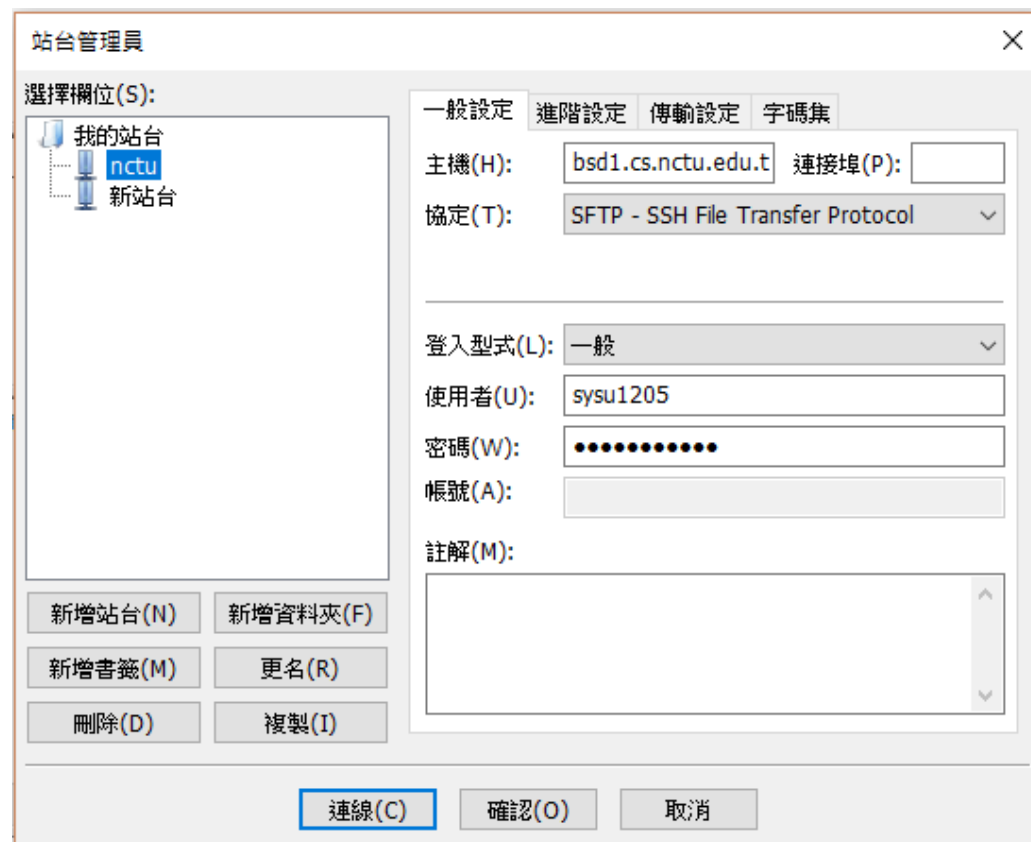 站台管理員
選擇欄位(S):
我的站台
nctu
新站台
新增站台(N) 新增資料夾(F)
新增書籤(M) 更名(R)
刪除(D) 複製(I)
一般設定 進階設定 傳輸設定 字碼集
主機(H): bsd1.cs.nctu.edu.t 連接埠(P):
協定(T): SFTP - SSH File Transfer Protocol
登入型式(L): 一般
使用者(U): sysu1205
密碼(W): ●●●●●●●●●●●
帳號(A):
註解(M):
連線(C) 確認(O) 取消